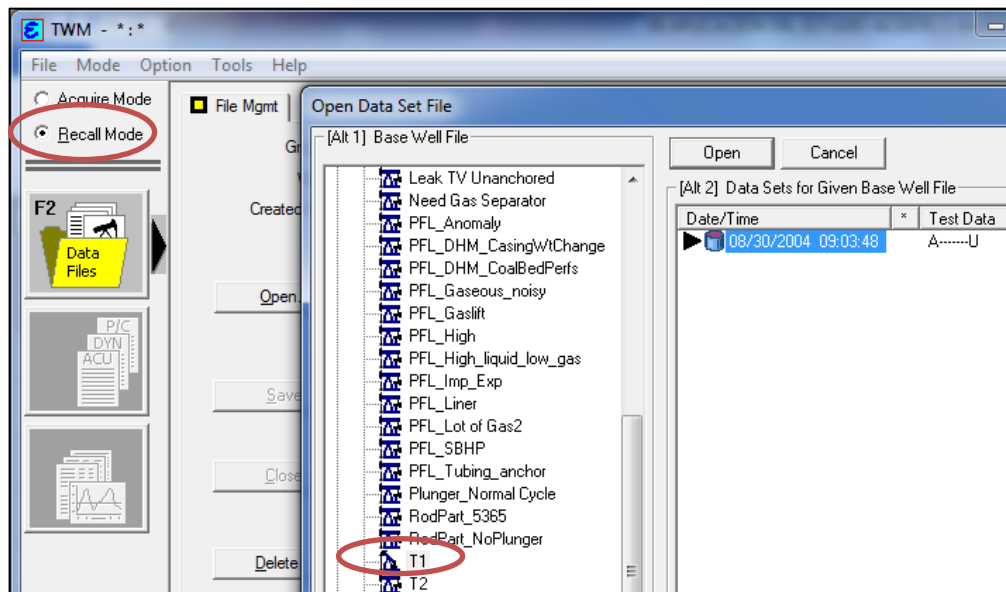 TWM - *:*
File Mode Option Tools Help
Acquire Mode
Recall Mode
F2
Data
Files
P/C
DYN
ACU
File Mgmt
Created
Open.
Save
Close
Delete
Open Data Set File
[Alt 1] Base Well File
Leak TV Unanchored
Need Gas Separator
PFL_Anomaly
PFL_DHM_CasingWtChange
PFL_DHM_CoalBedPerfs
PFL_Gaseous_noisy
PFL_Gaslift
PFL_High
PFL_High_liquid_low_gas
PFL_Imp_Exp
PFL_Liner
PFL_Lot of Gas2
PFL_SBHP
PFL_Tubing_anchor
Plunger_Normal Cycle
RodPart_5365
RodPart_NoPlunger
T1
T2
Open Cancel
[Alt 2] Data Sets for Given Base Well File
Date/Time * Test Data
08/30/2004 09:03:48 A------U